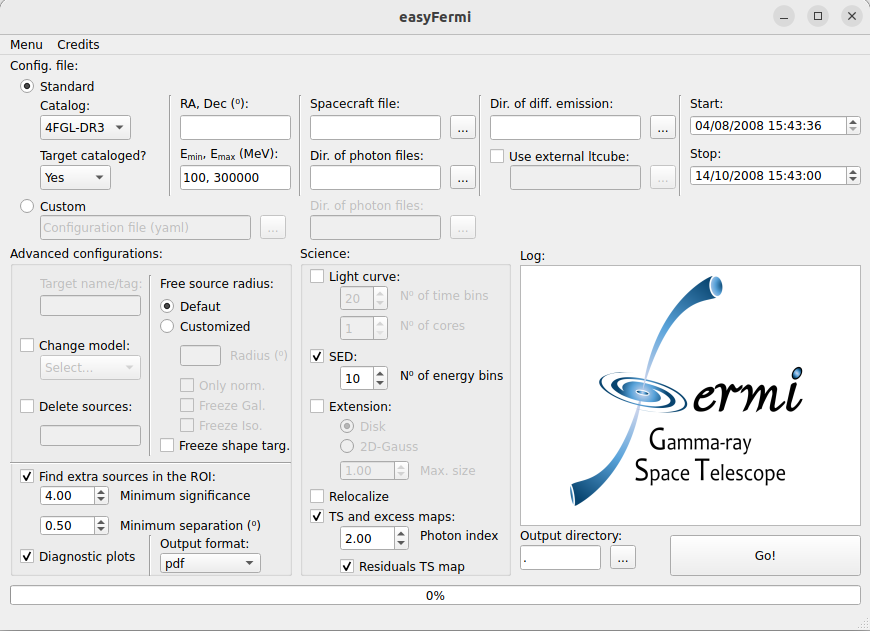 easyFermi
Menu Credits
Config. file:
Standard
Catalog:
4FGL-DR3
Target cataloged?
Yes
RA, Dec (º):
Emin, Emax (MeV):
100, 300000
Spacecraft file:
...
Dir. of photon files:
...
Dir. of diff. emission:
...
Use external ltcube:
...
Start:
04/08/2008 15:43:36
Stop:
14/10/2008 15:43:00
Custom
Configuration file (yaml)
...
Dir. of photon files:
...
Advanced configurations:
Target name/tag:
Change model:
Select...
Delete sources:
Free source radius:
Defaut
Customized
Radius (º)
Only norm.
Freeze Gal.
Freeze Iso.
Freeze shape targ.
Find extra sources in the ROI:
4.00 Minimum significance
0.50 Minimum separation (º)
Diagnostic plots
Output format:
pdf
Science:
Light curve:
20 Nº of time bins
1 Nº of cores
SED:
10 Nº of energy bins
Extension:
Disk
2D-Gauss
1.00 Max. size
Relocalize
TS and excess maps:
2.00 Photon index
Residuals TS map
Log:
Fermi
Gamma-ray
Space Telescope
Output directory:
.
...
Go!
0%